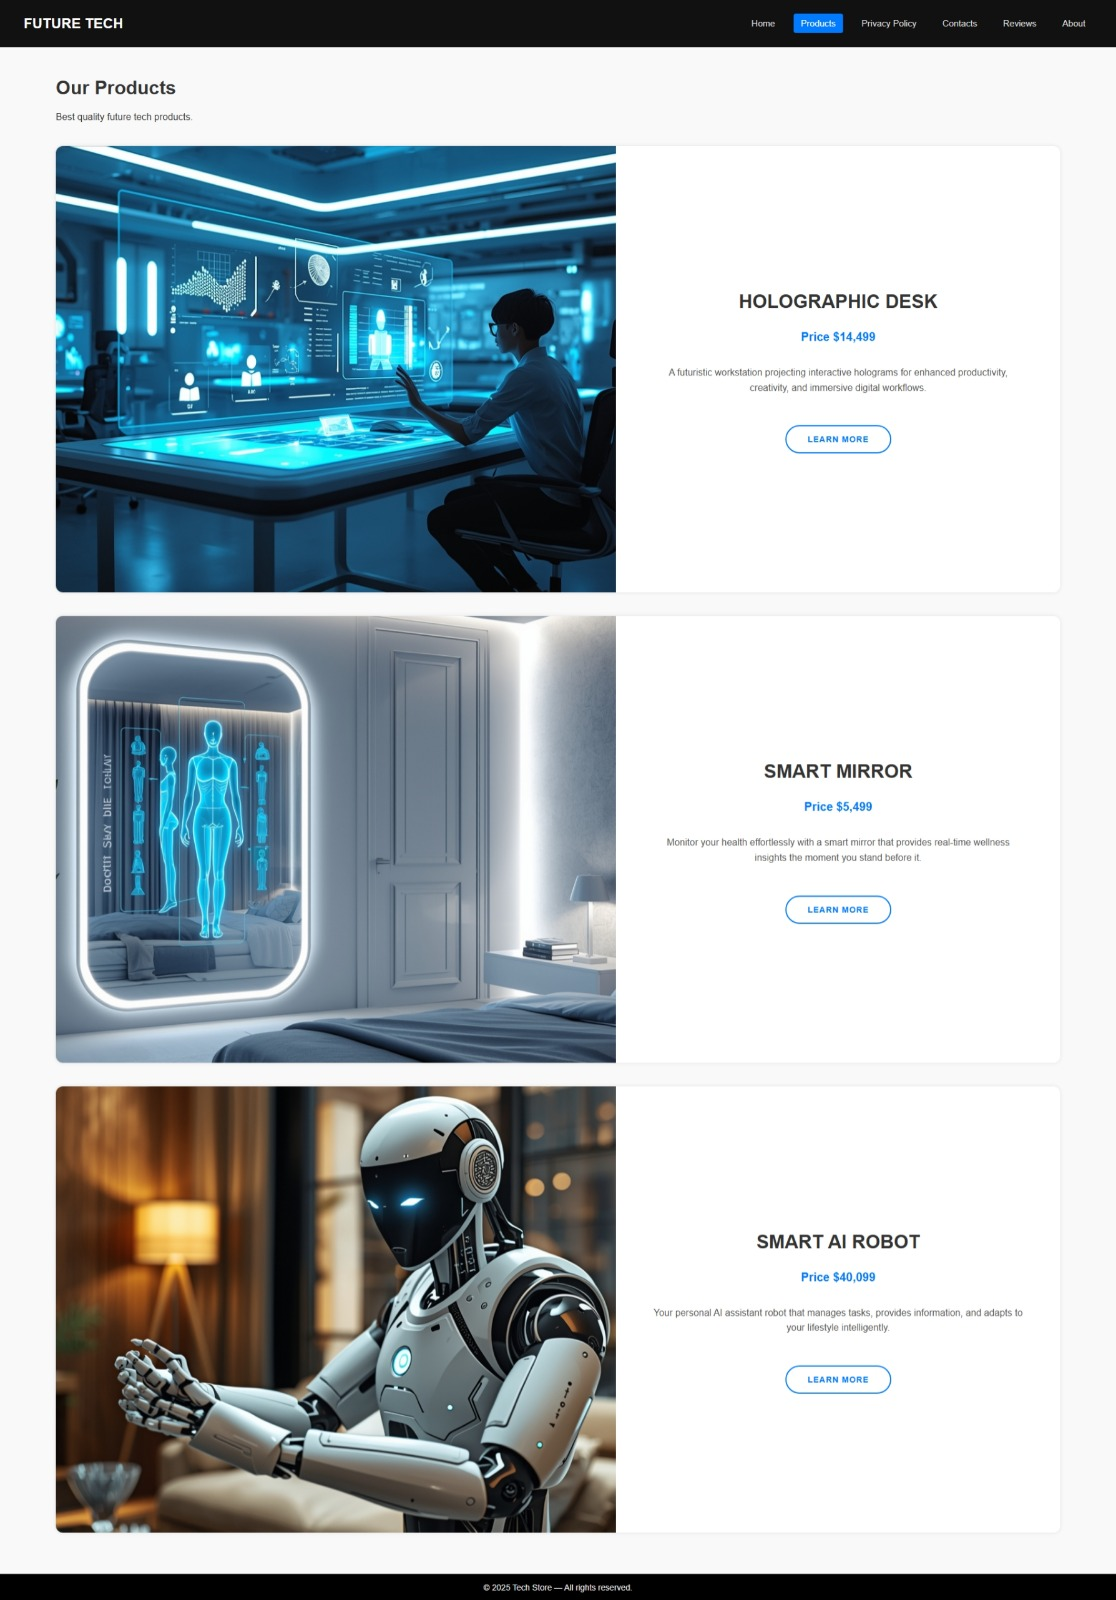 FUTURE TECH
Home Products Privacy Policy Contacts Reviews About
Our Products
Best quality future tech products.
HOLOGRAPHIC DESK
Price $14,499
A futuristic workstation projecting interactive holograms for enhanced productivity,
creativity, and immersive digital workflows.
LEARN MORE
SMART MIRROR
Price $5,499
Monitor your health effortlessly with a smart mirror that provides real-time wellness
insights the moment you stand before it.
LEARN MORE
SMART AI ROBOT
Price $40,099
Your personal AI assistant robot that manages tasks, provides information, and adapts to
your lifestyle intelligently.
LEARN MORE
© 2025 Tech Store — All rights reserved.